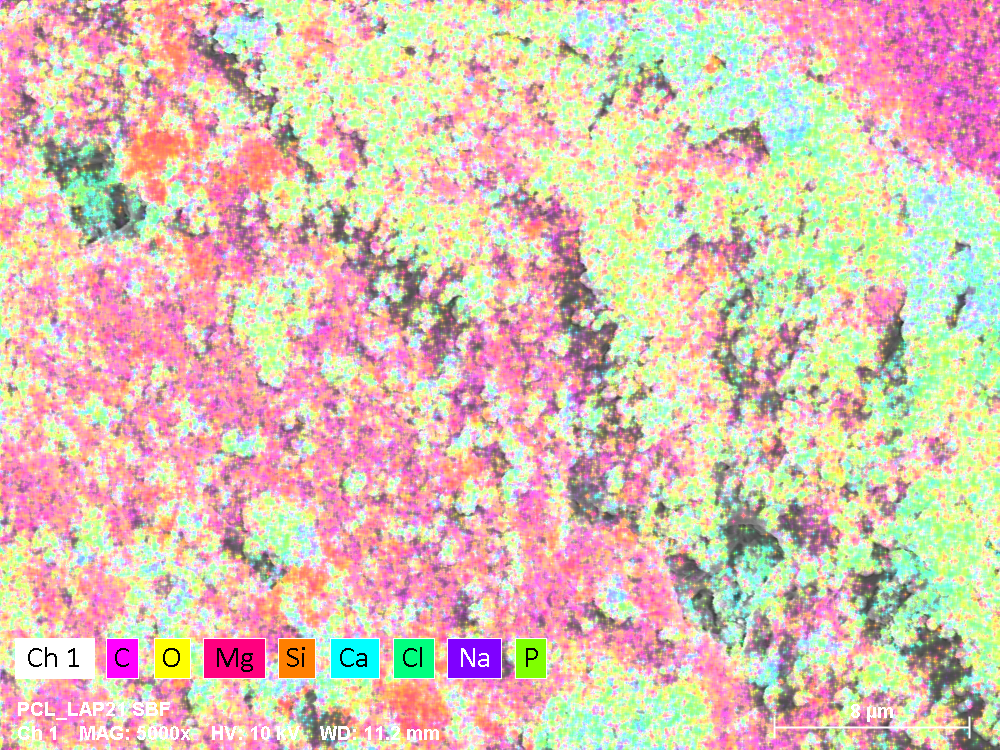 Ch 1 C O Mg Si Ca Cl Na P
8 µm
Ch 1 MAG: 5000x HV: 10 kV WD: 11.2 mm